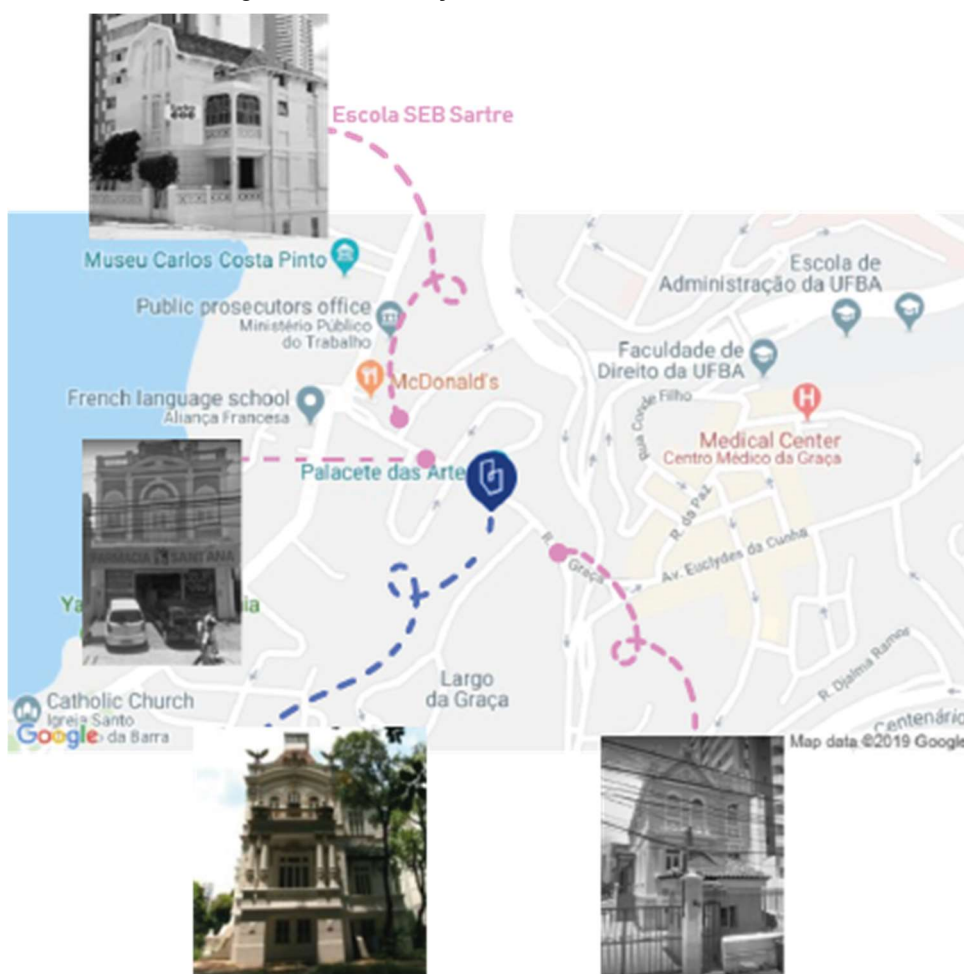 Escola SEB Sartre
Museu Carlos Costa Pinto
Public prosecutors office
Ministério Público
do Trabalho
McDonald's
French language school
Aliança Francesa
Palacete das Arte
Escola de
Administração da UFBA
Faculdade de
Direito da UFBA
Rua Conde Filho
Medical Center
Centro Médico da Graça
R. da Paz
Av. Euclydes da Cunha
R. Graça
FARMACIA SANT'ANA
Largo
da Graça
R. Djalma Ramos
Centenário
Catholic Church
Igreja Santo
da Barra
Google
Map data ©2019 Google